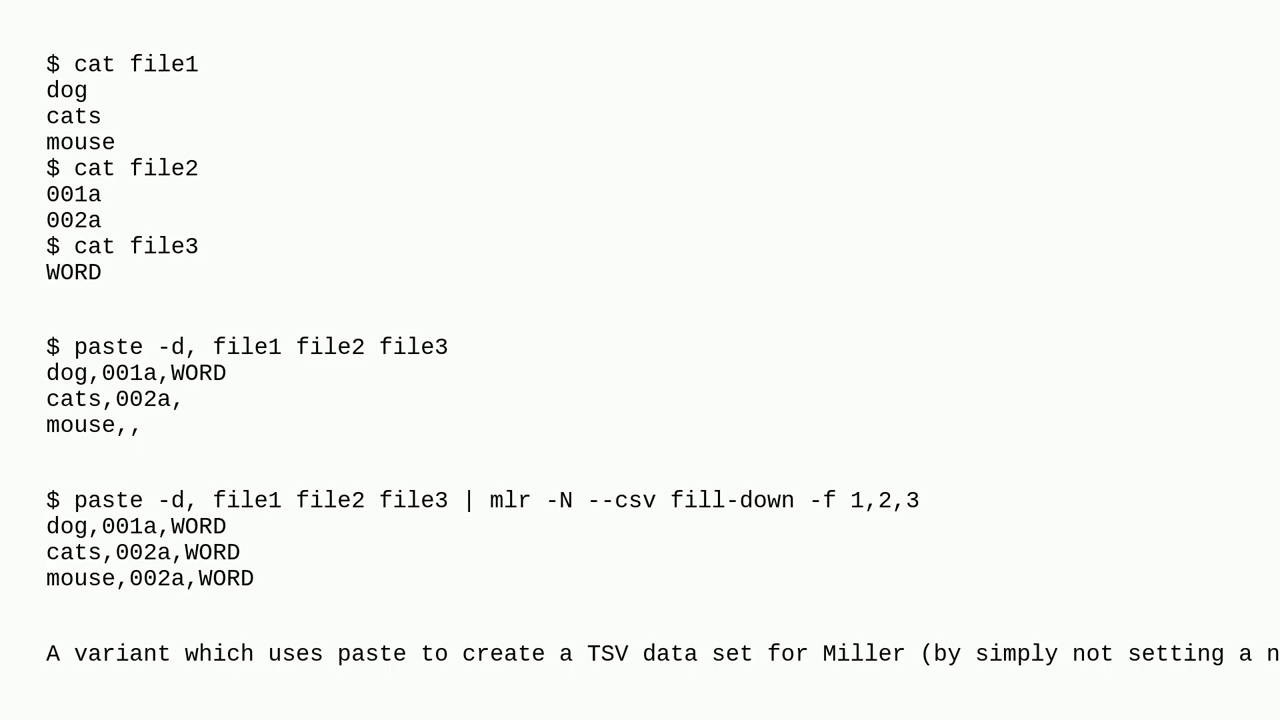 $ cat file1
dog
cats
mouse
$ cat file2
001a
002a
$ cat file3
WORD
$ paste -d, file1 file2 file3
dog,001a,WORD
cats,002a,
mouse,,
$ paste -d, file1 file2 file3 | mlr -N --csv fill-down -f 1,2,3
dog,001a,WORD
cats,002a,WORD
mouse,002a,WORD
A variant which uses paste to create a TSV data set for Miller (by simply not setting a